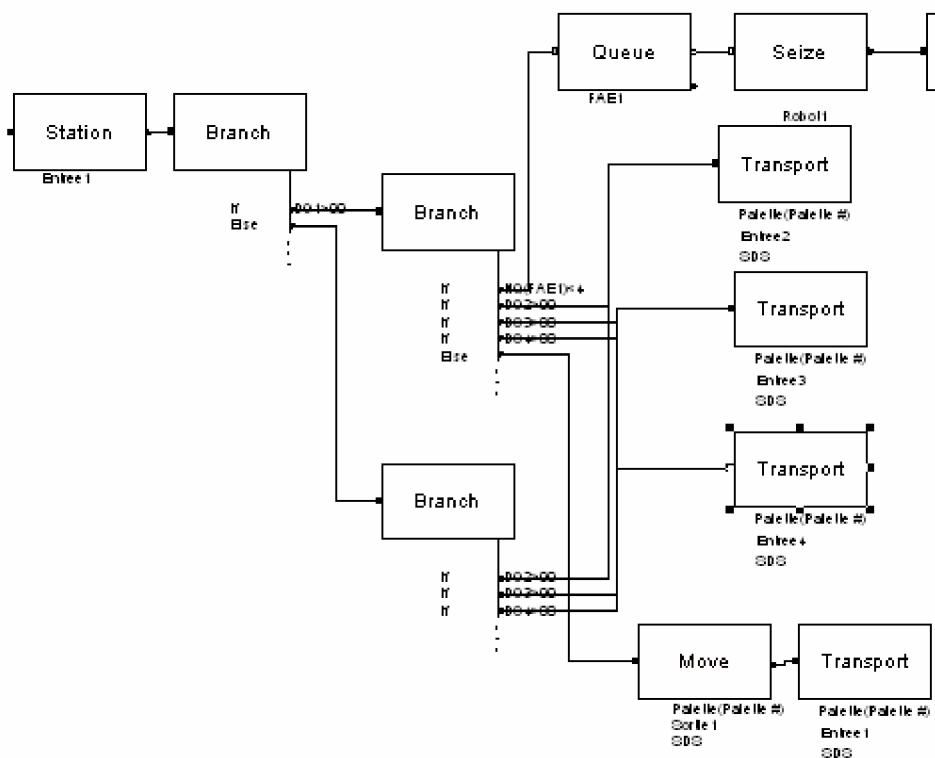 Queue
Seize
FAE1
Robot1
Station
Branch
Entree1
Transport
Palette(Palette #)
Entree2
SDS
If
Else
Branch
If
If
If
If
Else
Transport
Palette(Palette #)
Entree3
SDS
Transport
Palette(Palette #)
Entree4
SDS
Branch
If
If
If
Move
Transport
Palette(Palette #)
Sortie1
SDS
Palette(Palette #)
Entree1
SDS